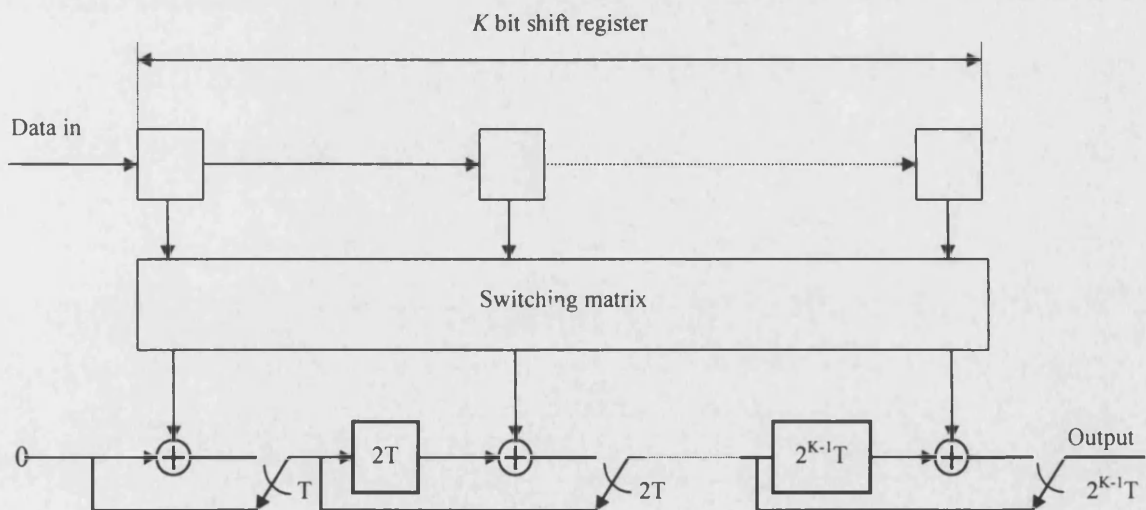 K bit shift register
Data in
Switching matrix
0
2T
2^{K-1}T
Output
T
2T
2^{K-1}T